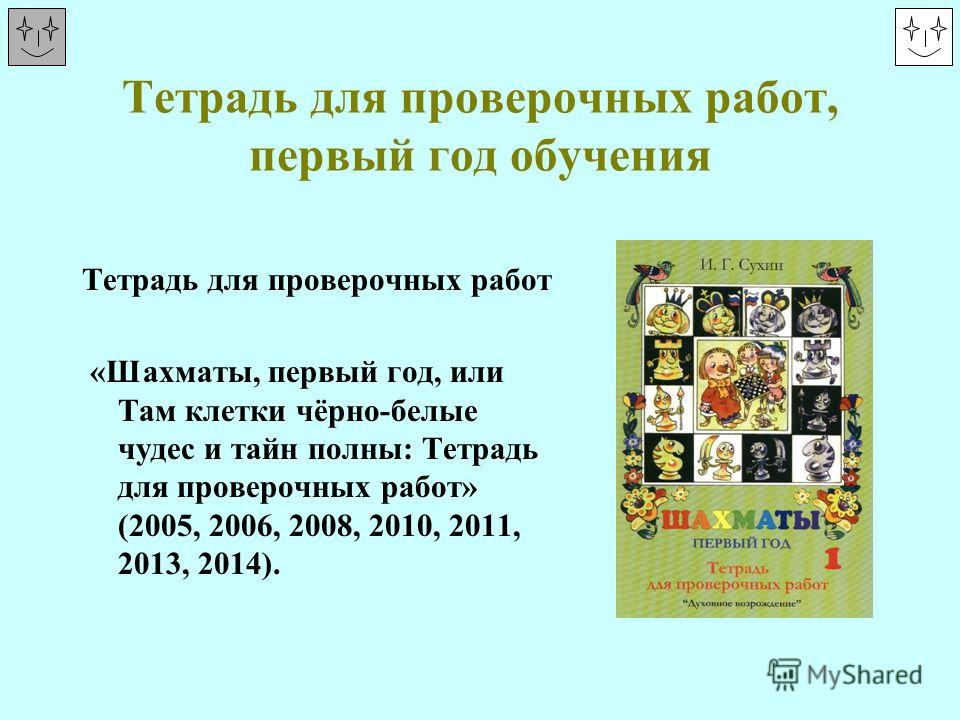 Тетрадь для проверочных работ,
первый год обучения
Тетрадь для проверочных работ
«Шахматы, первый год, или
Там клетки чёрно-белые
чудес и тайн полны: Тетрадь
для проверочных работ»
(2005, 2006, 2008, 2010, 2011,
2013, 2014).
И. Г. Сухин
ШАХМАТЫ
ПЕРВЫЙ ГОД
1
Тетрадь
для проверочных работ
"Духовное возрождение"
MyShared